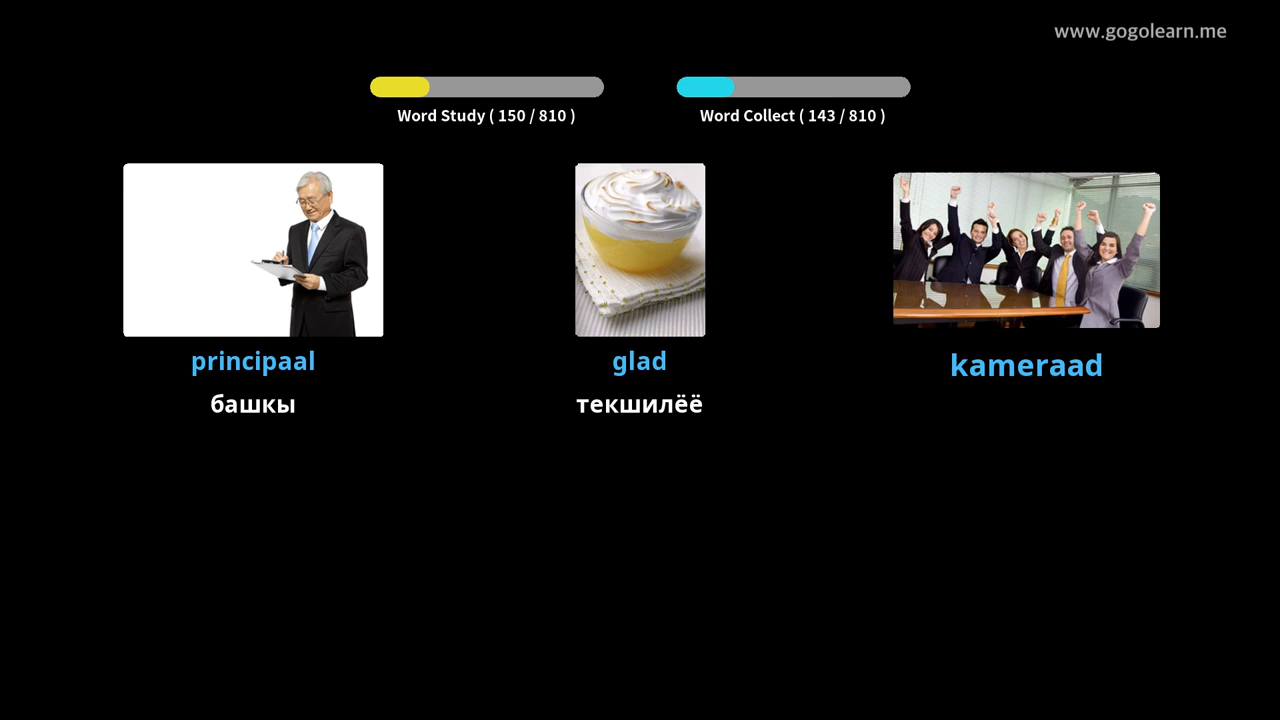 www.gogolearn.me
Word Study ( 150 / 810 )
Word Collect ( 143 / 810 )
principaal
башкы
glad
текшилёё
kameraad